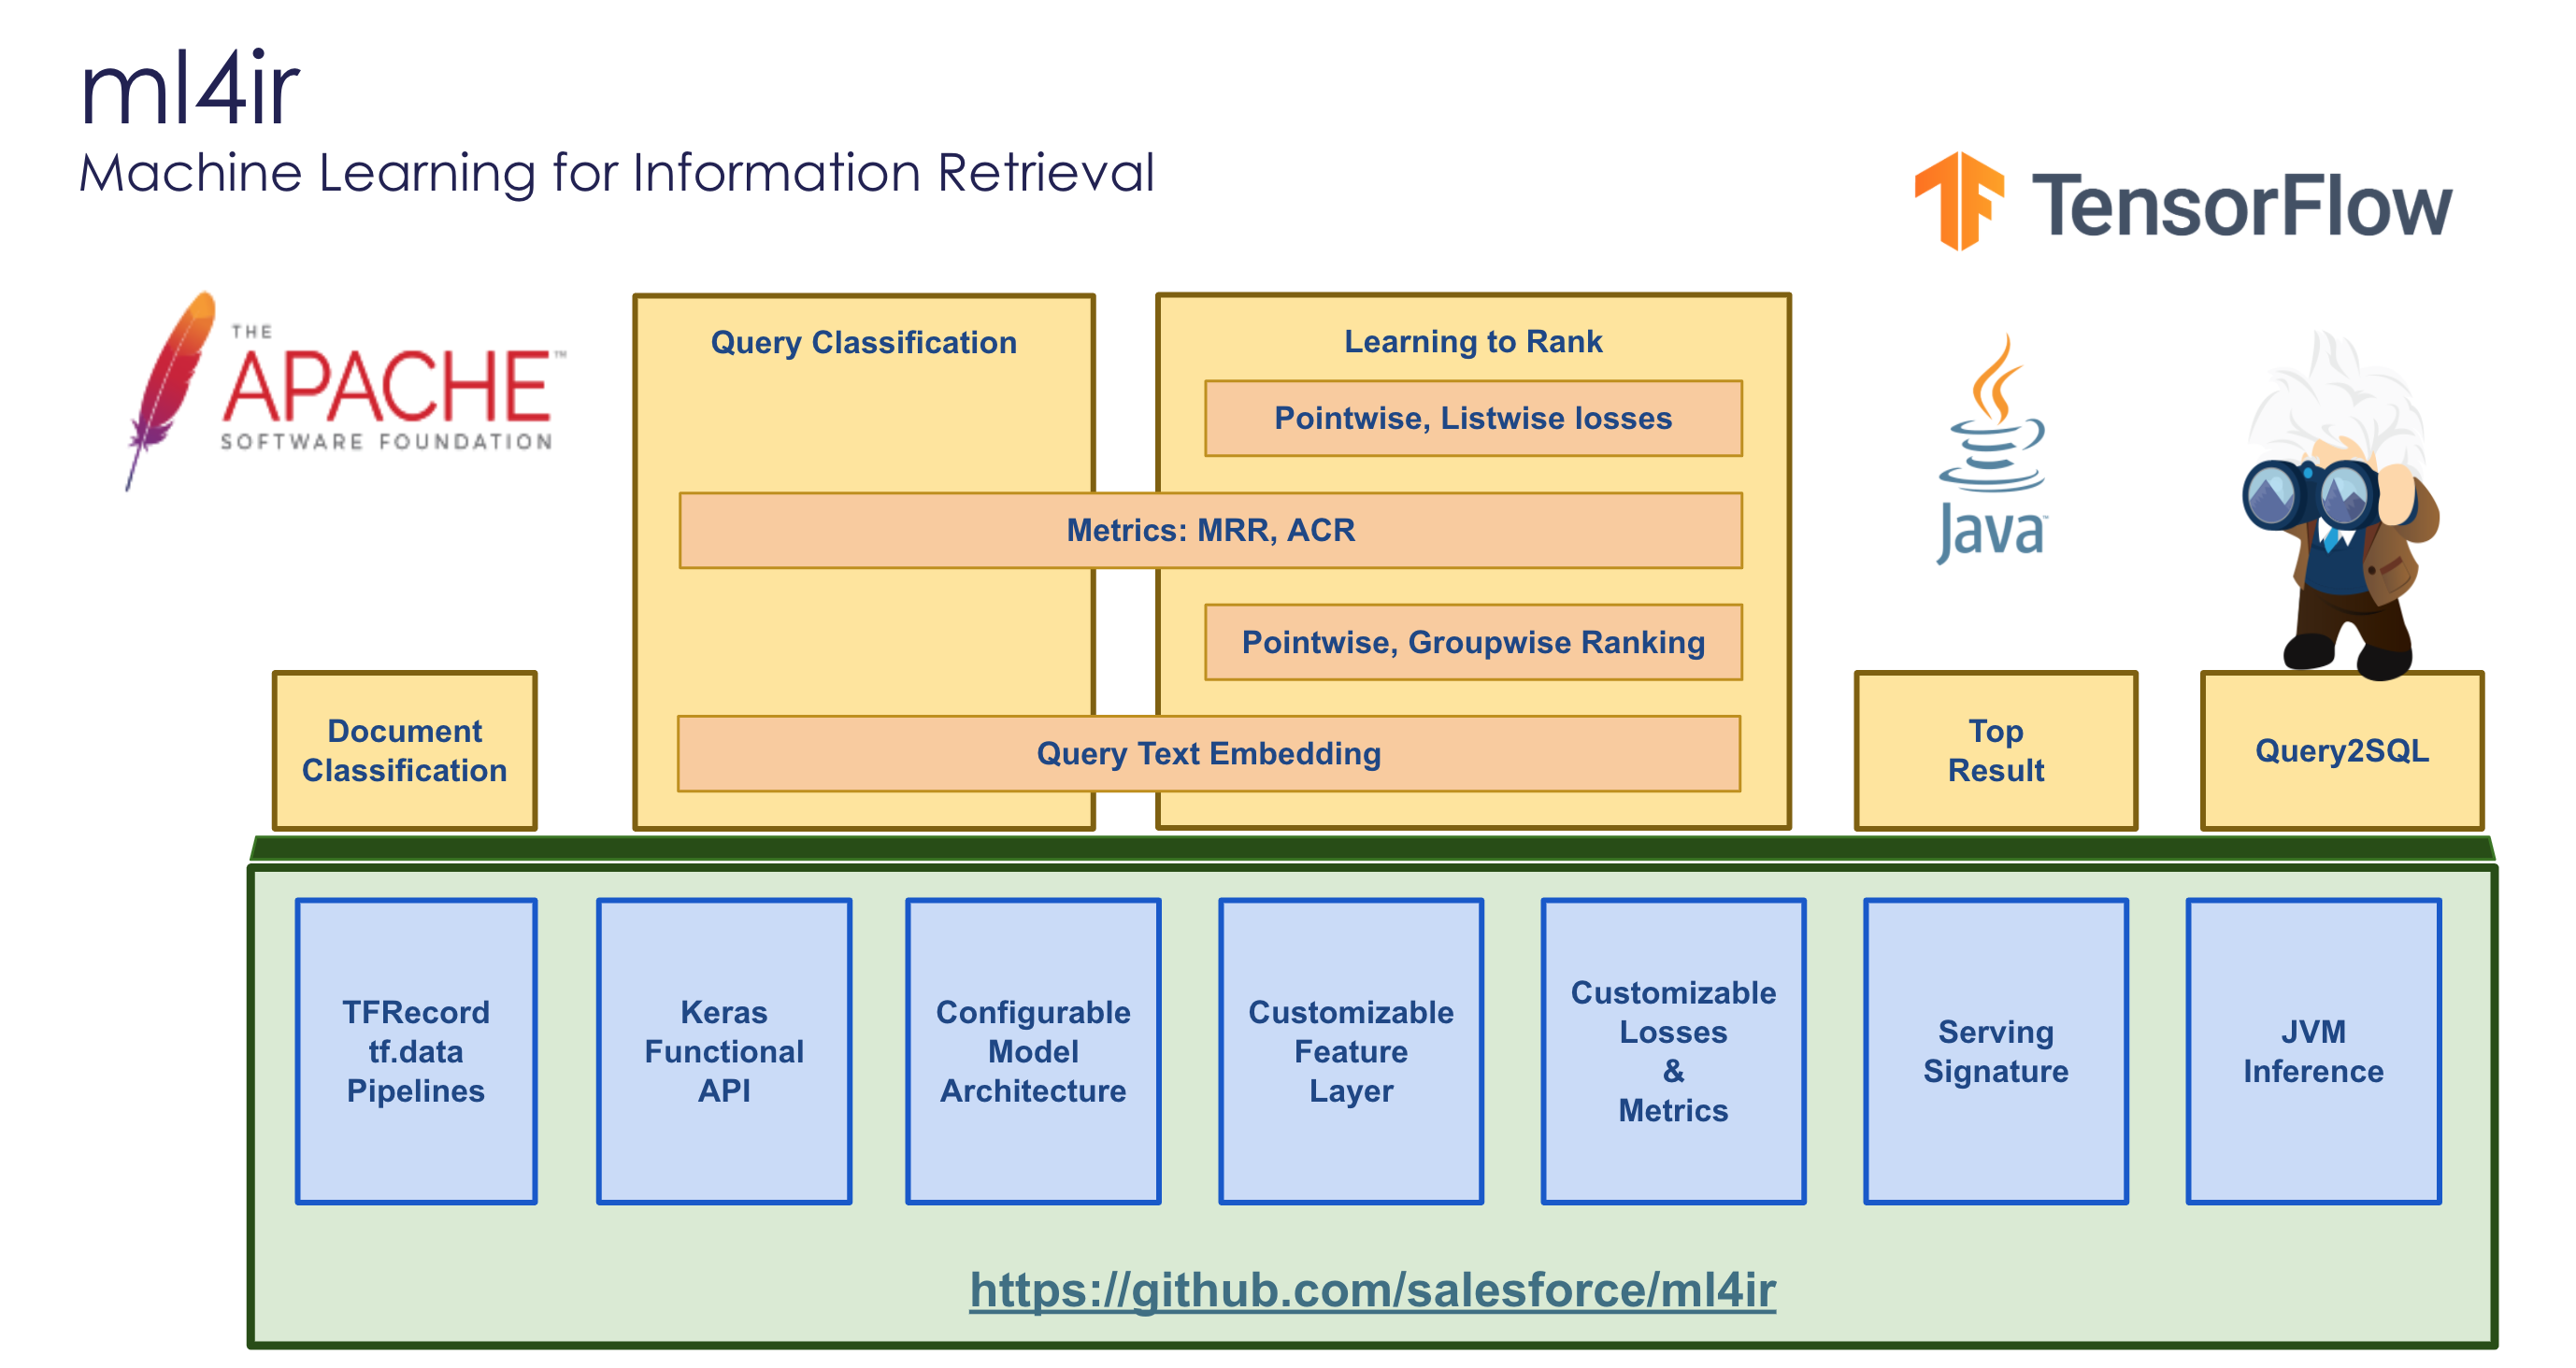 ml4ir
Machine Learning for Information Retrieval
TensorFlow
THE
APACHE™
SOFTWARE FOUNDATION
Query Classification
Learning to Rank
Pointwise, Listwise losses
Metrics: MRR, ACR
Pointwise, Groupwise Ranking
Query Text Embedding
Java™
Document
Classification
Top
Result
Query2SQL
TFRecord
tf.data
Pipelines
Keras
Functional
API
Configurable
Model
Architecture
Customizable
Feature
Layer
Customizable
Losses
&
Metrics
Serving
Signature
JVM
Inference
https://github.com/salesforce/ml4ir